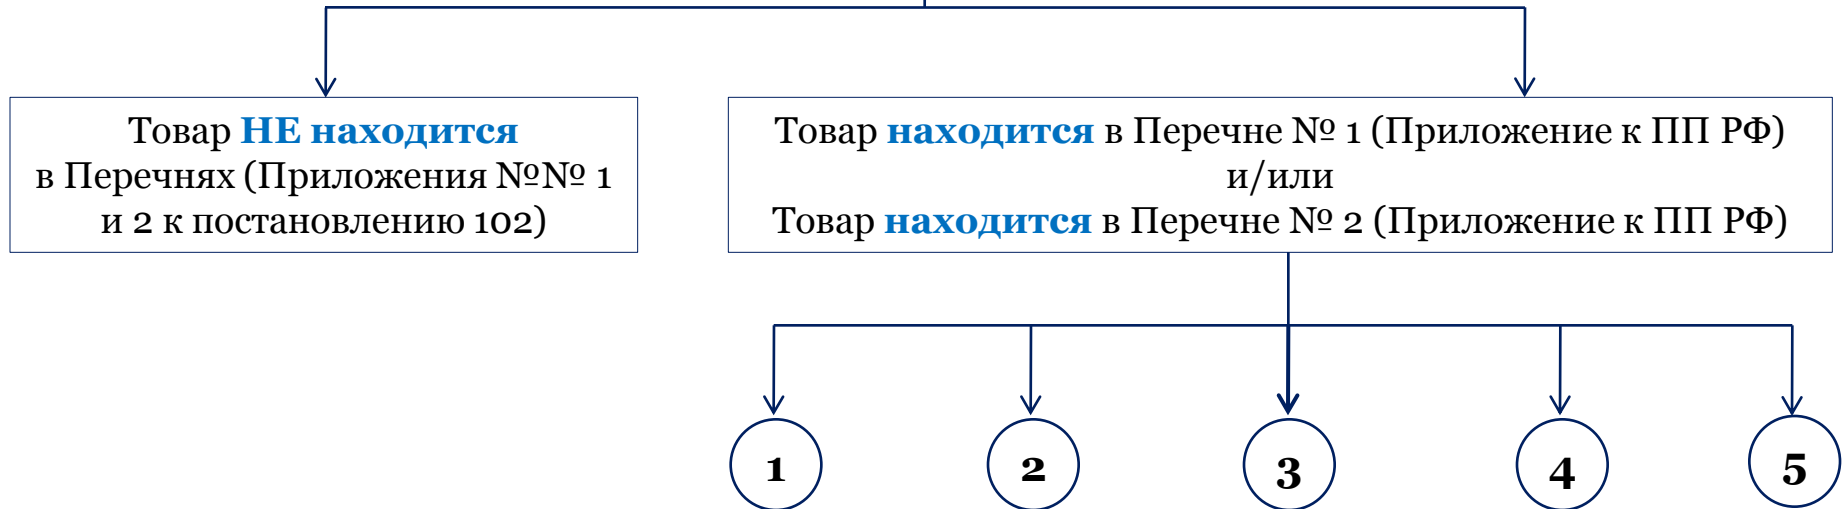 Товар НЕ находится
в Перечнях (Приложения №№ 1
и 2 к постановлению 102)
Товар находится в Перечне № 1 (Приложение к ПП РФ)
и/или
Товар находится в Перечне № 2 (Приложение к ПП РФ)
1
2
3
4
5